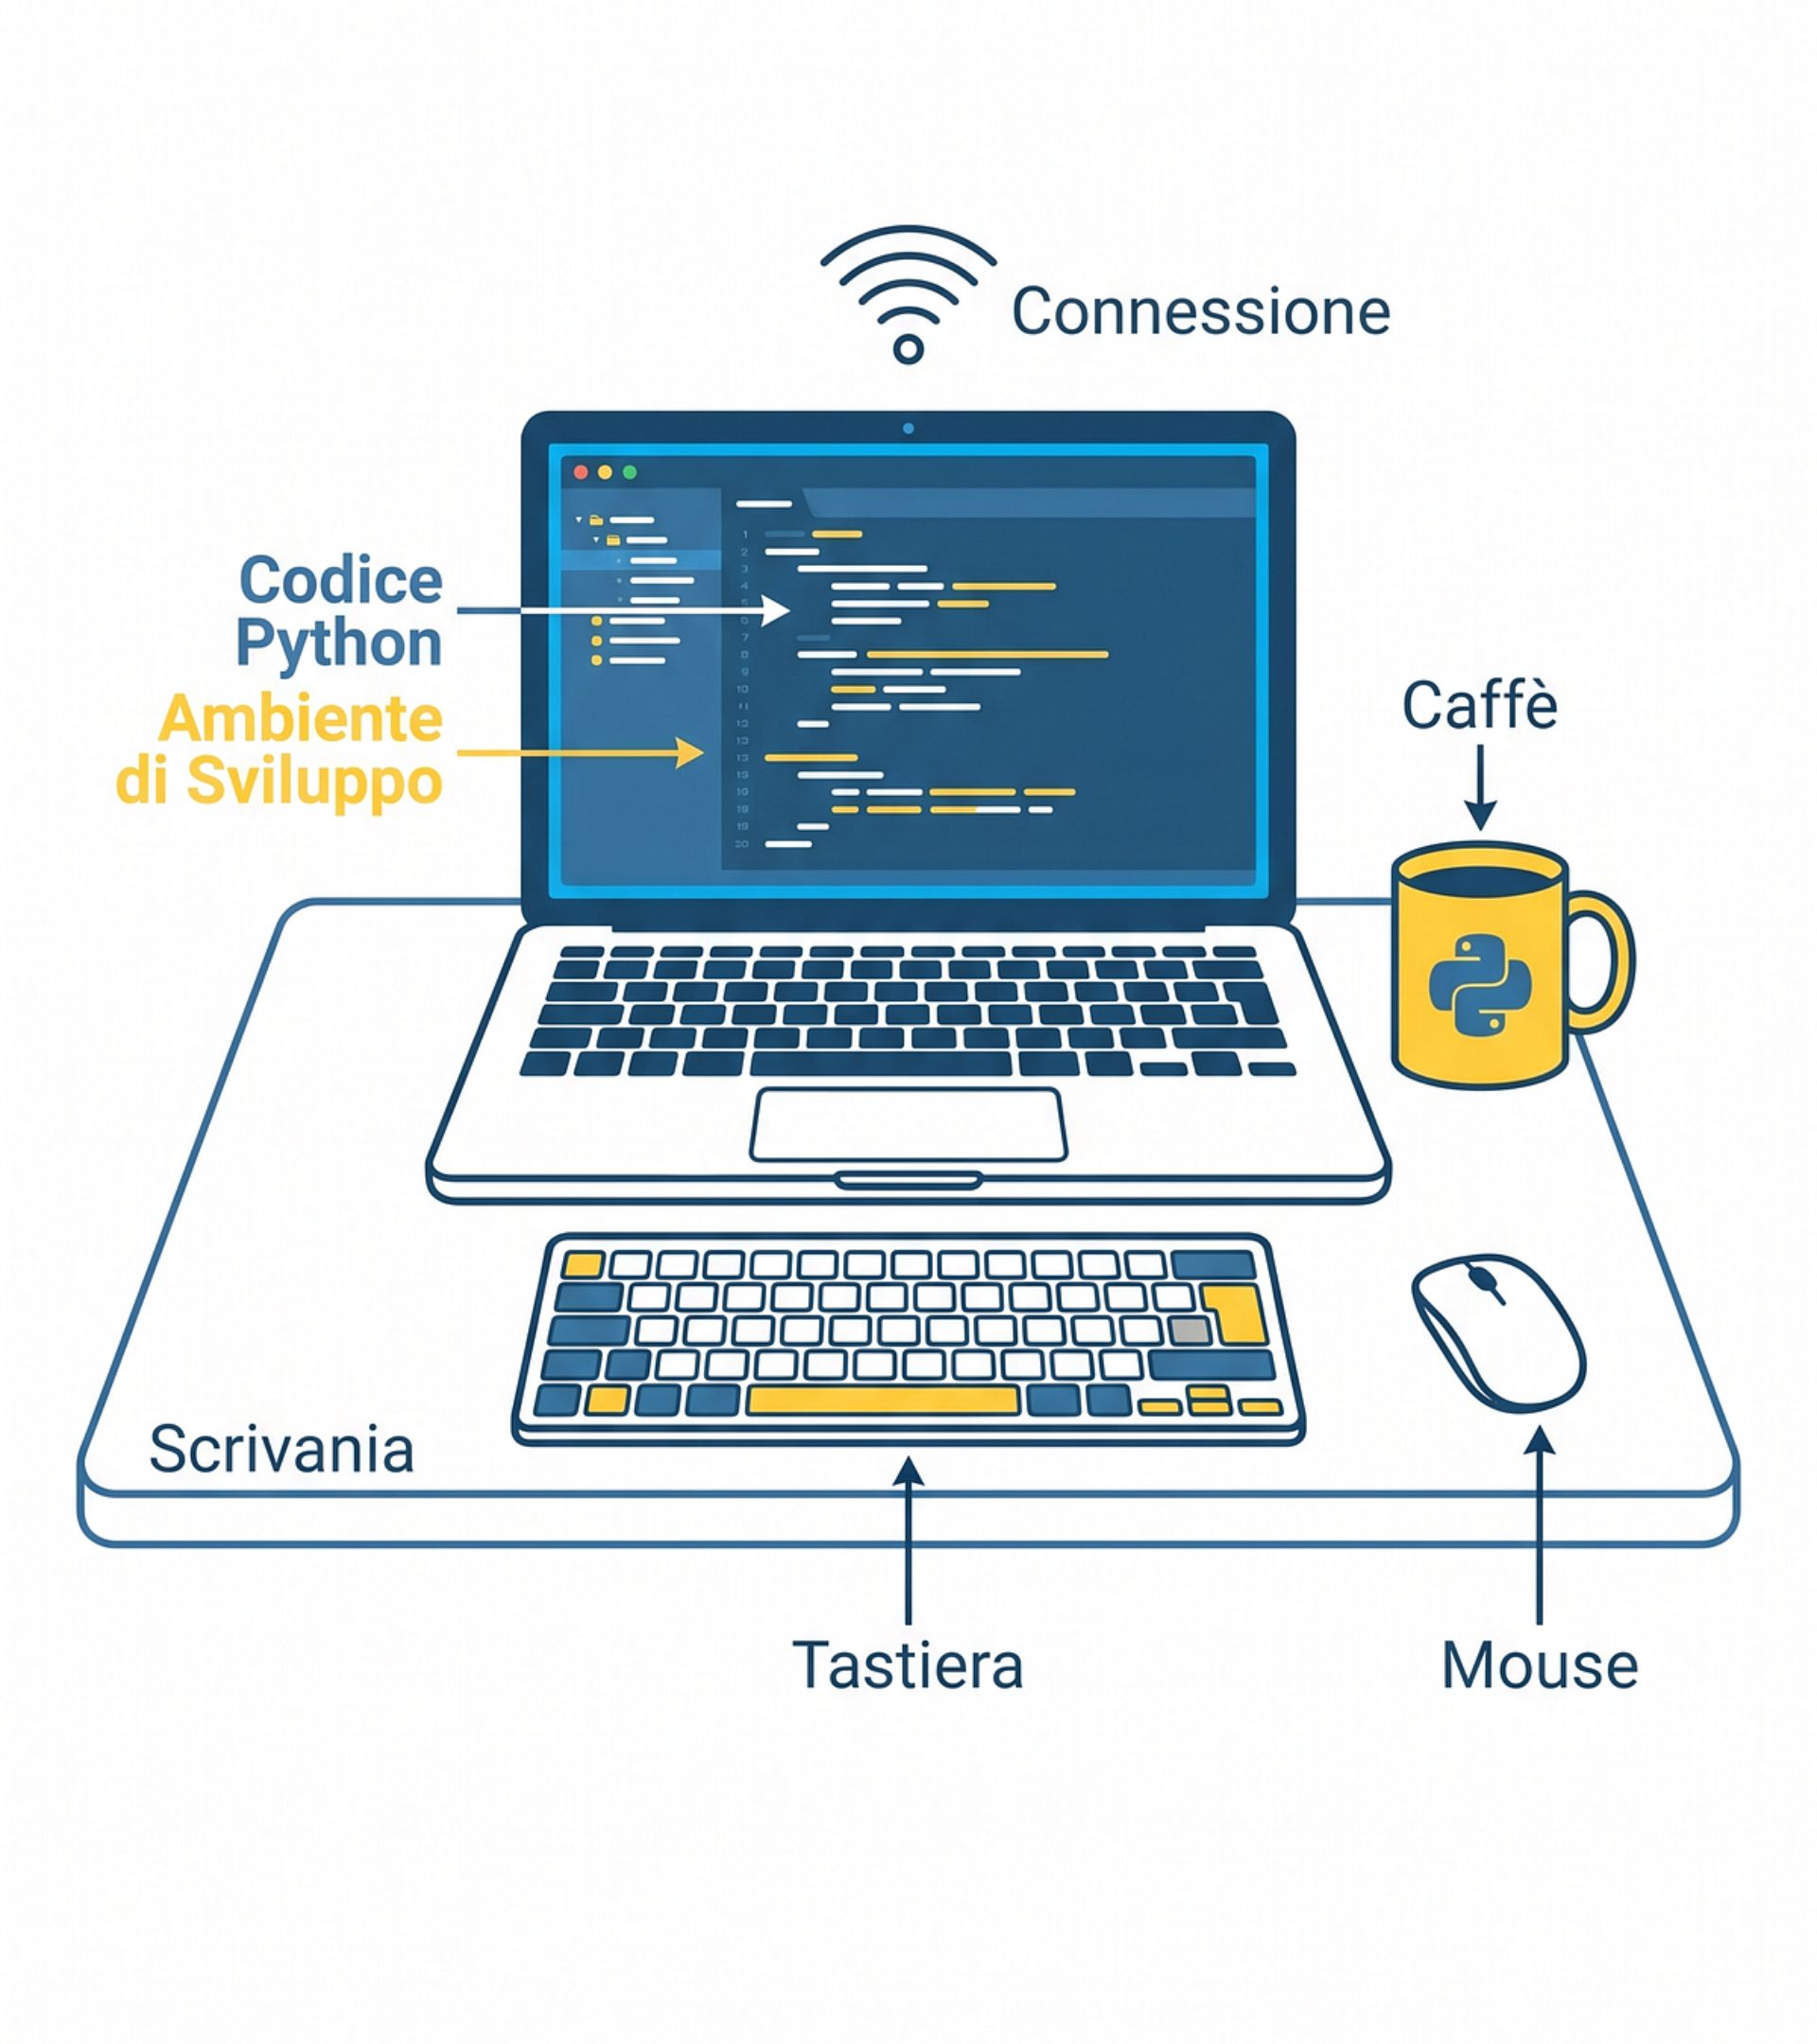 Connessione
Codice
Python
Ambiente
di Sviluppo
Caffè
Scrivania
Tastiera
Mouse